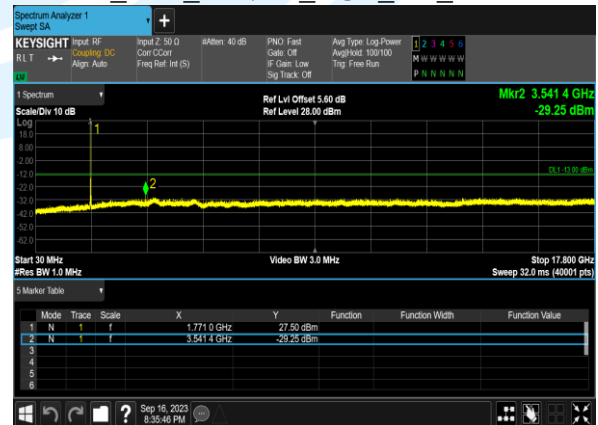 Spectrum Analyzer 1
Swept SA
KEYSIGHT Input: RF Input Z: 50 Ω #Atten: 40 dB PNO: Fast Avg Type: Log-Power 1 2 3 4 5 6
R L T Coupling: DC Corr CCorr Gate: Off Avg|Hold: 100/100 M W W W W W
Align: Auto Freq Ref: Int (S) IF Gain: Low Trig: Free Run P N N N N N
LV Sig Track: Off
1 Spectrum Mkr2 3.541 4 GHz
Ref Lvl Offset 5.60 dB -29.25 dBm
Scale/Div 10 dB Ref Level 28.00 dBm
Log
18.0 1
8.00
-2.00
-12.0 DL1 -13.00 dBm
-22.0 2
-32.0
-42.0
-52.0
-62.0
Start 30 MHz Video BW 3.0 MHz Stop 17.800 GHz
#Res BW 1.0 MHz Sweep 32.0 ms (40001 pts)
5 Marker Table
Mode Trace Scale X Y Function Function Width Function Value
1 N 1 f 1.771 0 GHz 27.50 dBm
2 N 1 f 3.541 4 GHz -29.25 dBm
3
4
5
6
? Sep 16, 2023
8:35:46 PM